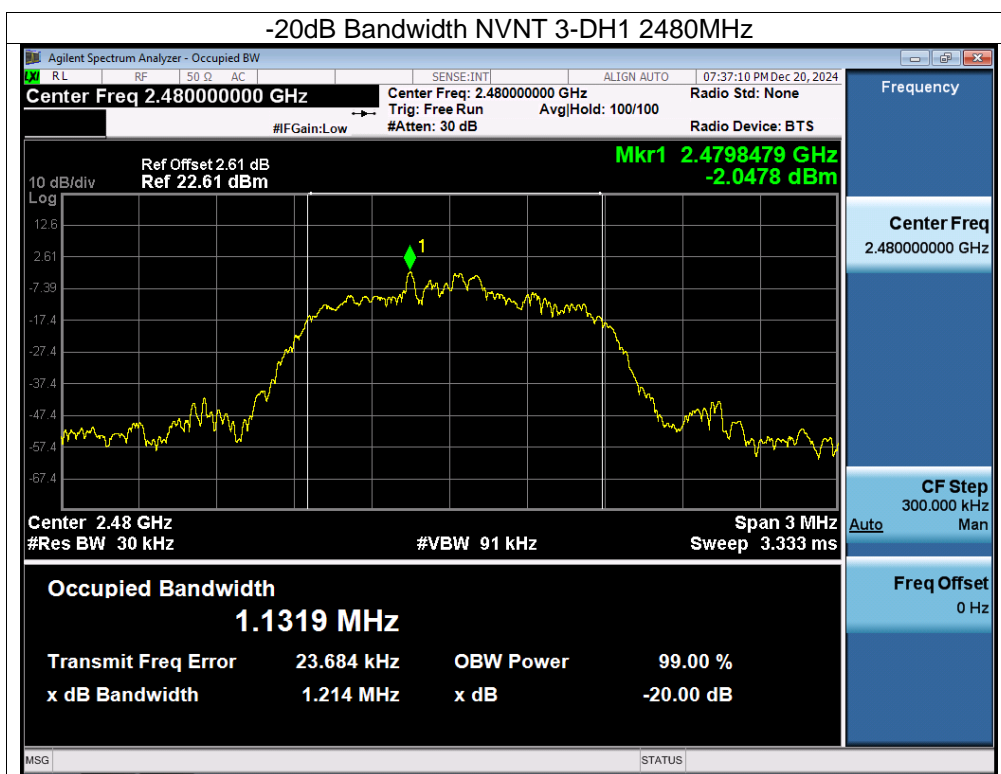 -20dB Bandwidth NVNT 3-DH1 2480MHz
Agilent Spectrum Analyzer - Occupied BW
LXI RL RF 50 Ω AC SENSE:INT ALIGN AUTO 07:37:10 PM Dec 20, 2024
Center Freq 2.480000000 GHz Center Freq: 2.480000000 GHz Radio Std: None
Trig: Free Run Avg|Hold: 100/100
#IFGain:Low #Atten: 30 dB Radio Device: BTS
Frequency
Ref Offset 2.61 dB Mkr1 2.4798479 GHz
10 dB/div Ref 22.61 dBm -2.0478 dBm
Log
12.6
2.61
-7.39
-17.4
-27.4
-37.4
-47.4
-57.4
-67.4
1
Center 2.48 GHz Span 3 MHz
#Res BW 30 kHz #VBW 91 kHz Sweep 3.333 ms
Center Freq
2.480000000 GHz
CF Step
300.000 kHz
Auto Man
Freq Offset
0 Hz
Occupied Bandwidth
1.1319 MHz
Transmit Freq Error 23.684 kHz OBW Power 99.00 %
x dB Bandwidth 1.214 MHz x dB -20.00 dB
MSG STATUS